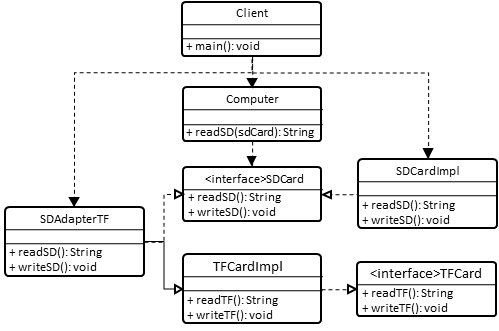 Client
+ main(): void
Computer
+ readSD(sdCard): String
<interface>SDCard
+ readSD(): String
+ writeSD(): void
SDCardImpl
+ readSD(): String
+ writeSD(): void
SDAdapterTF
+ readSD(): String
+ writeSD(): void
TFCardImpl
+ readTF(): String
+ writeTF(): void
<interface>TFCard
+ readTF(): String
+ writeTF(): void